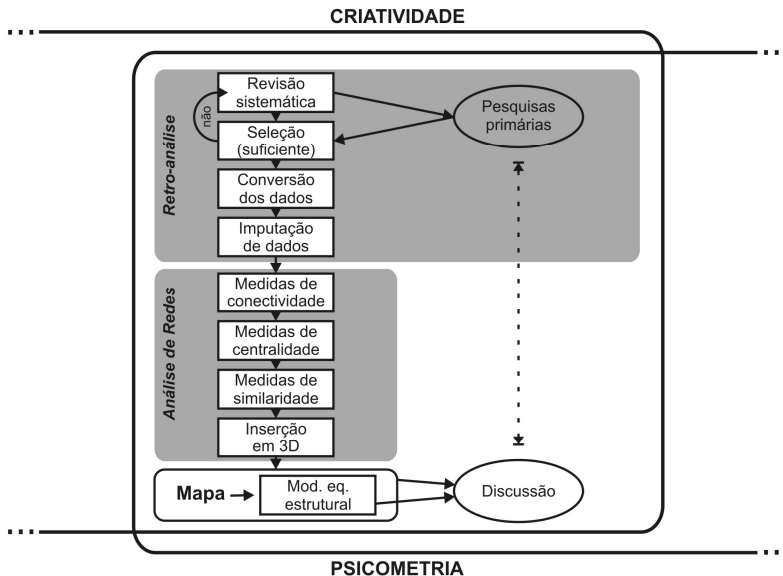 CRIATIVIDADE
Retro-análise
não
Revisão
sistemática
Pesquisas
primárias
Seleção
(suficiente)
Conversão
dos dados
Imputação
de dados
Análise de Redes
Medidas de
conectividade
Medidas de
centralidade
Medidas de
similaridade
Inserção
em 3D
Mapa
Mod. eq.
estrutural
Discussão
PSICOMETRIA